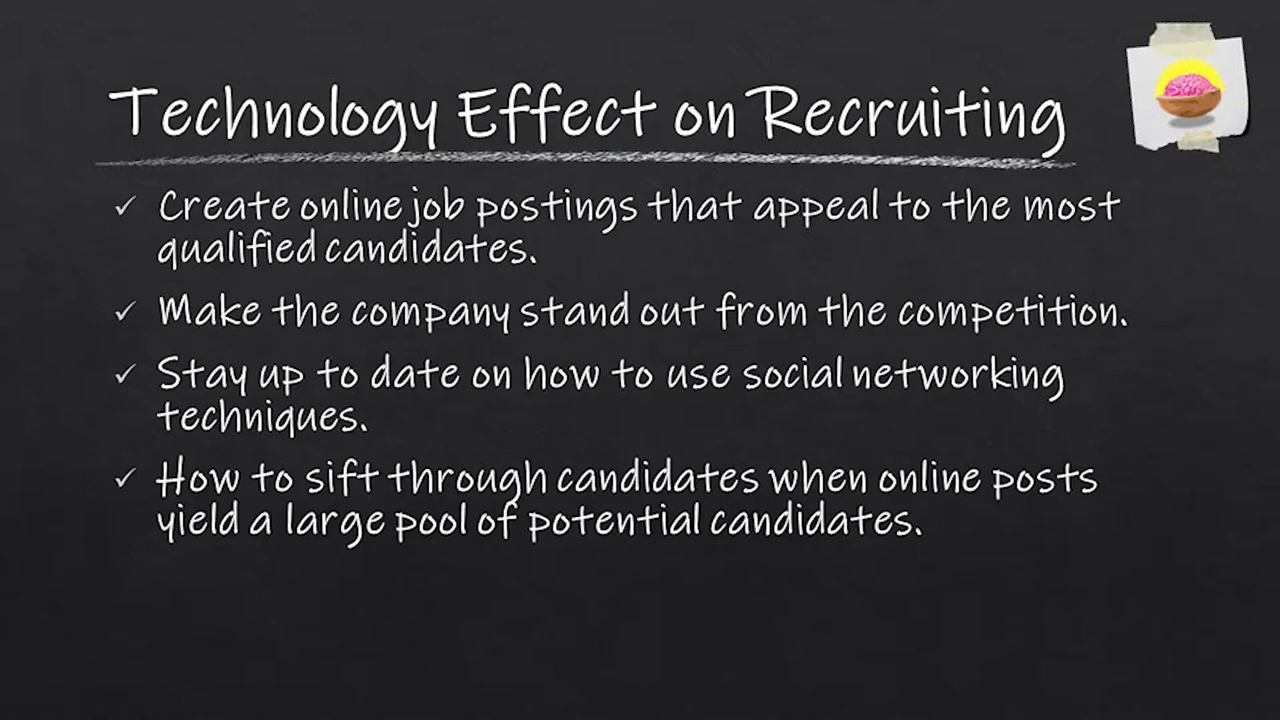 Technology Effect on Recruiting
✓ Create online job postings that appeal to the most
qualified candidates.
✓ Make the company stand out from the competition.
✓ Stay up to date on how to use social networking
techniques.
✓ How to sift through candidates when online posts
yield a large pool of potential candidates.